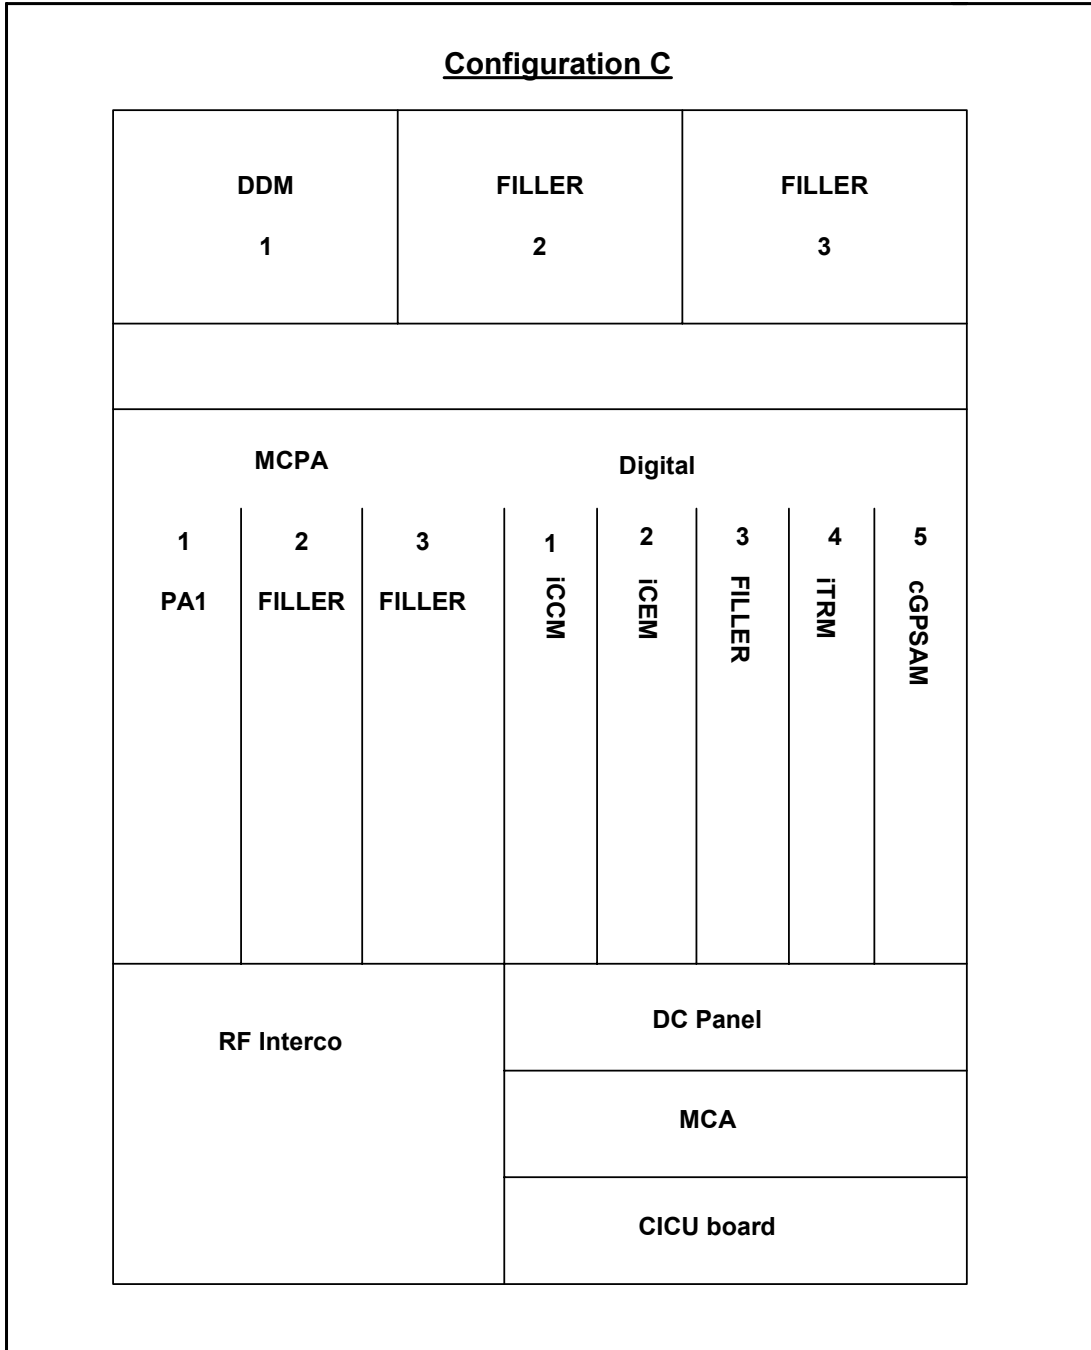 Configuration C
DDM
1
FILLER
2
FILLER
3
MCPA
Digital
1
PA1
2
FILLER
3
FILLER
1
iCCM
2
iCEM
3
FILLER
4
iTRM
5
cGPSAM
RF Interco
DC Panel
MCA
CICU board